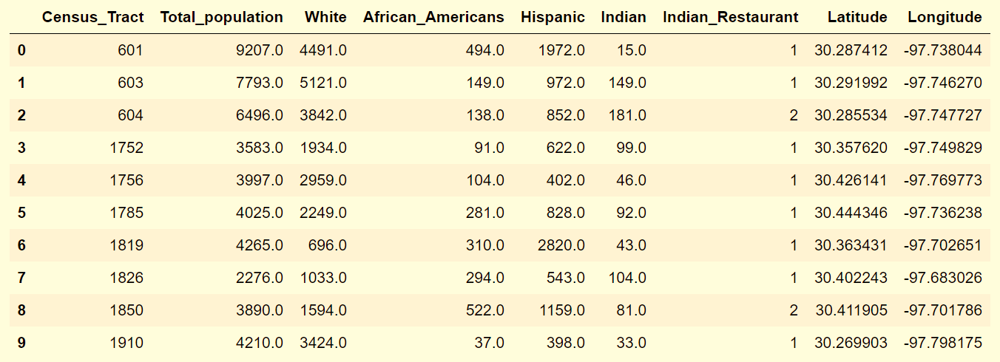 Census_Tract Total_population White African_Americans Hispanic Indian Indian_Restaurant Latitude Longitude
0 601 9207.0 4491.0 494.0 1972.0 15.0 1 30.287412 -97.738044
1 603 7793.0 5121.0 149.0 972.0 149.0 1 30.291992 -97.746270
2 604 6496.0 3842.0 138.0 852.0 181.0 2 30.285534 -97.747727
3 1752 3583.0 1934.0 91.0 622.0 99.0 1 30.357620 -97.749829
4 1756 3997.0 2959.0 104.0 402.0 46.0 1 30.426141 -97.769773
5 1785 4025.0 2249.0 281.0 828.0 92.0 1 30.444346 -97.736238
6 1819 4265.0 696.0 310.0 2820.0 43.0 1 30.363431 -97.702651
7 1826 2276.0 1033.0 294.0 543.0 104.0 1 30.402243 -97.683026
8 1850 3890.0 1594.0 522.0 1159.0 81.0 2 30.411905 -97.701786
9 1910 4210.0 3424.0 37.0 398.0 33.0 1 30.269903 -97.798175